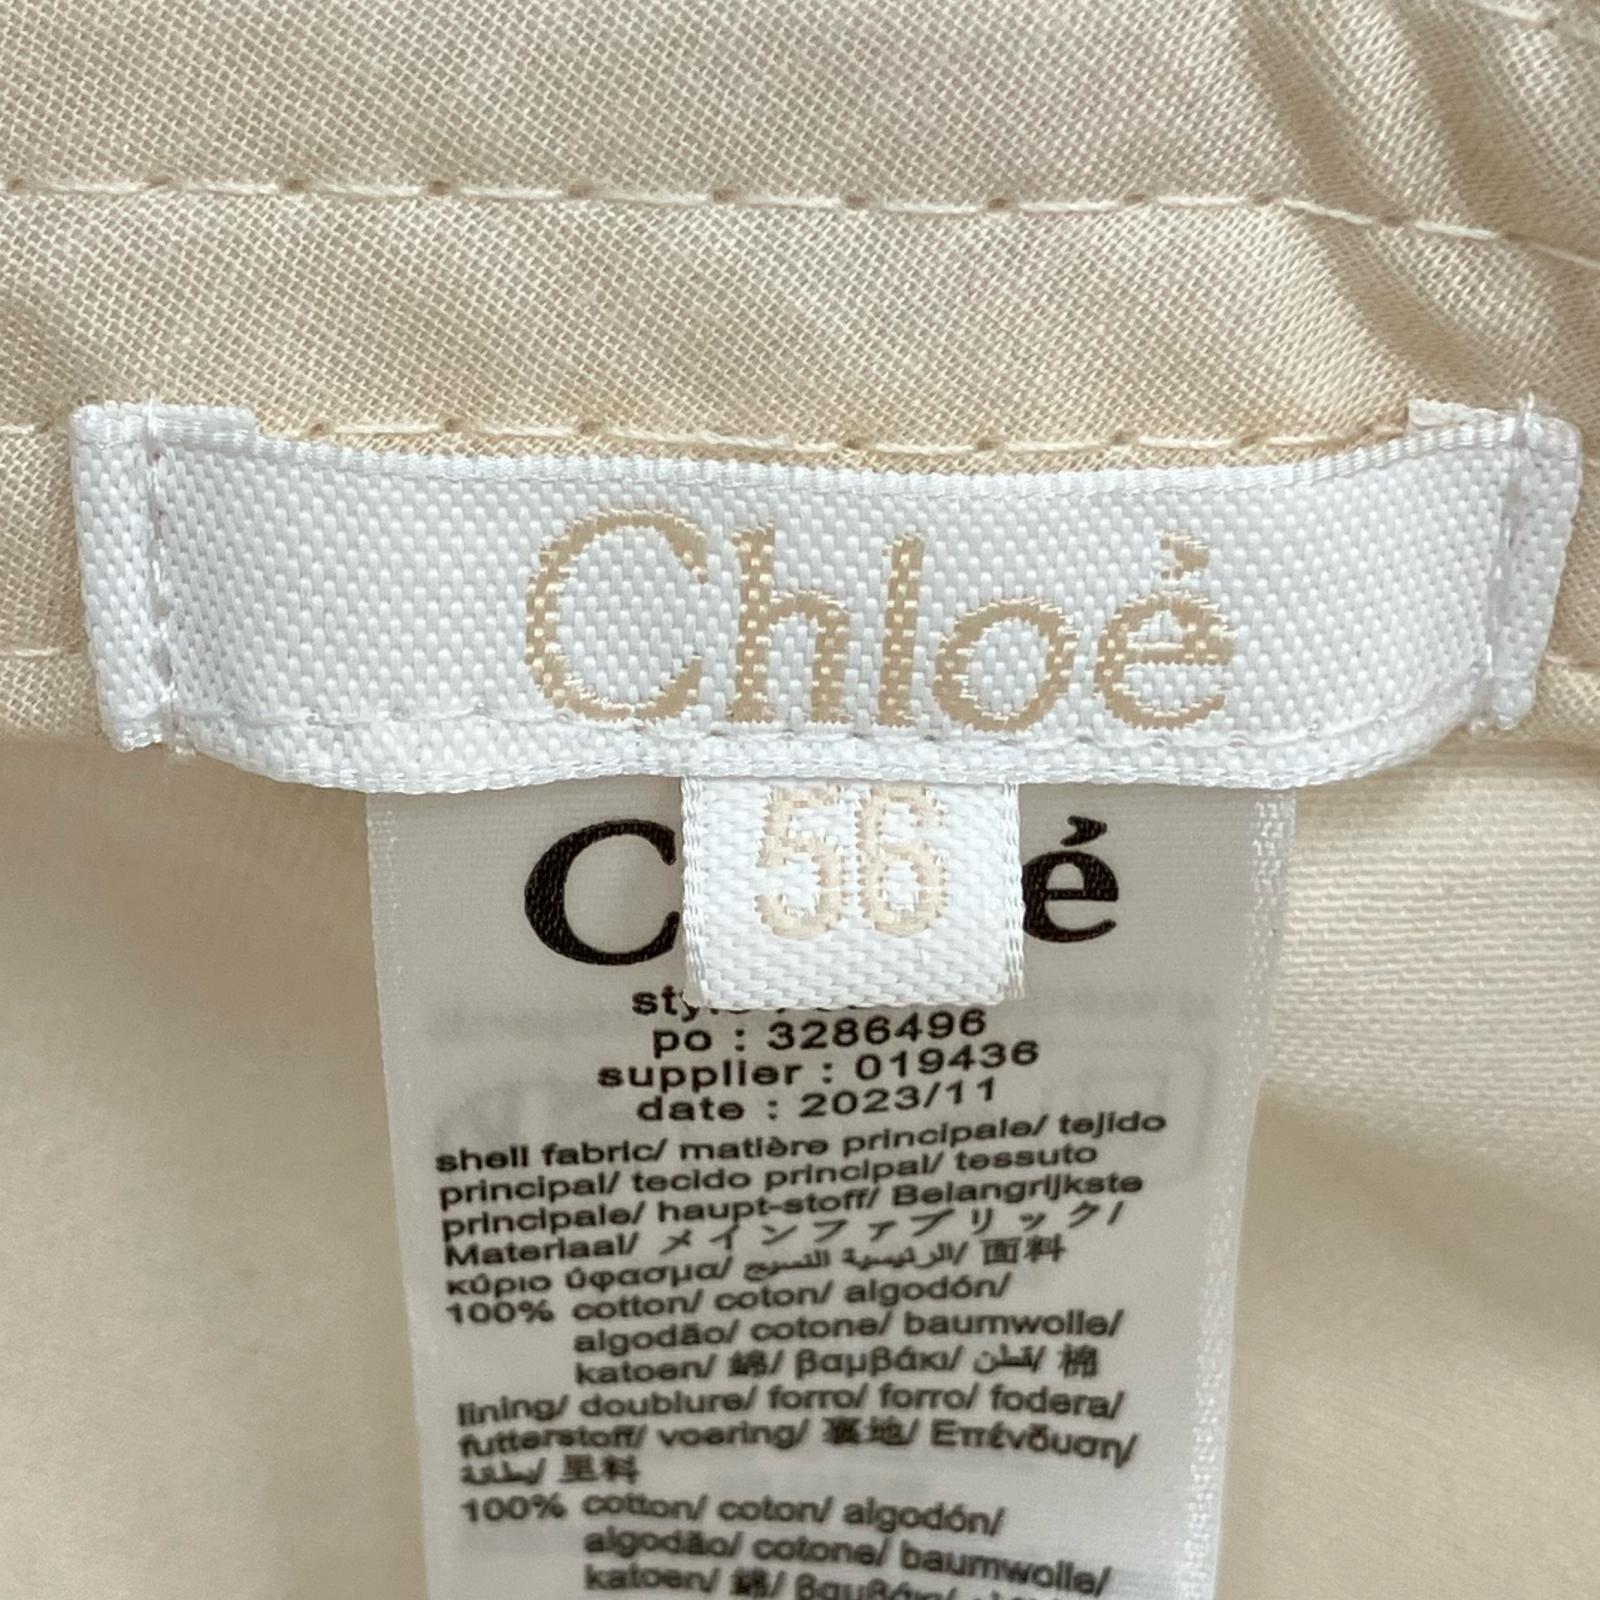 Chloé
56
po : 3286496
supplier : 019436
date : 2023/11
shell fabric/ matière principale/ tejido
principal/ tecido principal/ tessuto
principale/ haupt-stoff/ Belangrijkste
Materiaal/ メインファブリック/
κύριο ύφασμα/ الرئيسية النسيج/ 面料
100% cotton/ coton/ algodón/
algodão/ cotone/ baumwolle/
katoen/ 綿/ βαμβάκι/ قطن/ 棉
lining/ doublure/ forro/ forro/ fodera/
futterstoff/ voering/ 裏地/ Επένδυση/
بطانة/ 里料
100% cotton/ coton/ algodón/
algodão/ cotone/ baumwolle/
katoen/ 綿/